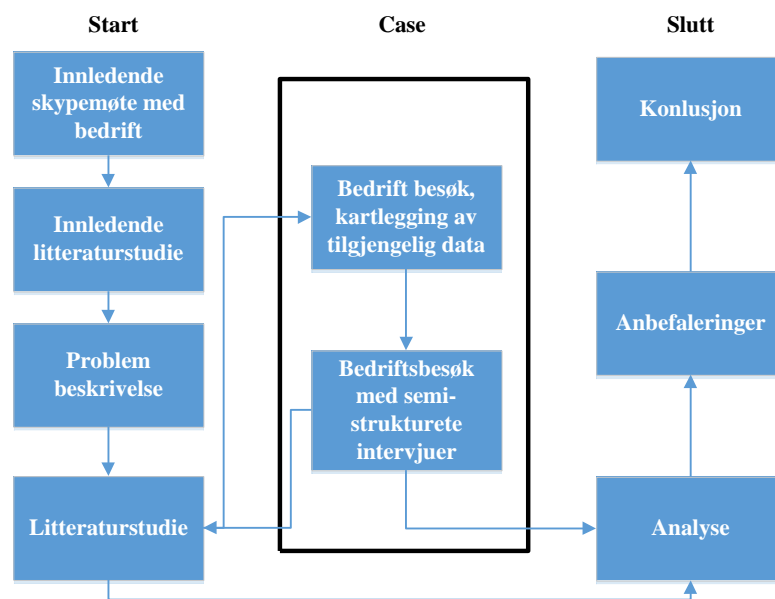 Start
Innledende
skypemøte med
bedrift
Innledende
litteraturstudie
Problem
beskrivelse
Litteraturstudie
Case
Bedrift besøk,
kartlegging av
tilgjengelig data
Bedriftsbesøk
med semi-
strukturete
intervjuer
Slutt
Konlusjon
Anbefaleringer
Analyse